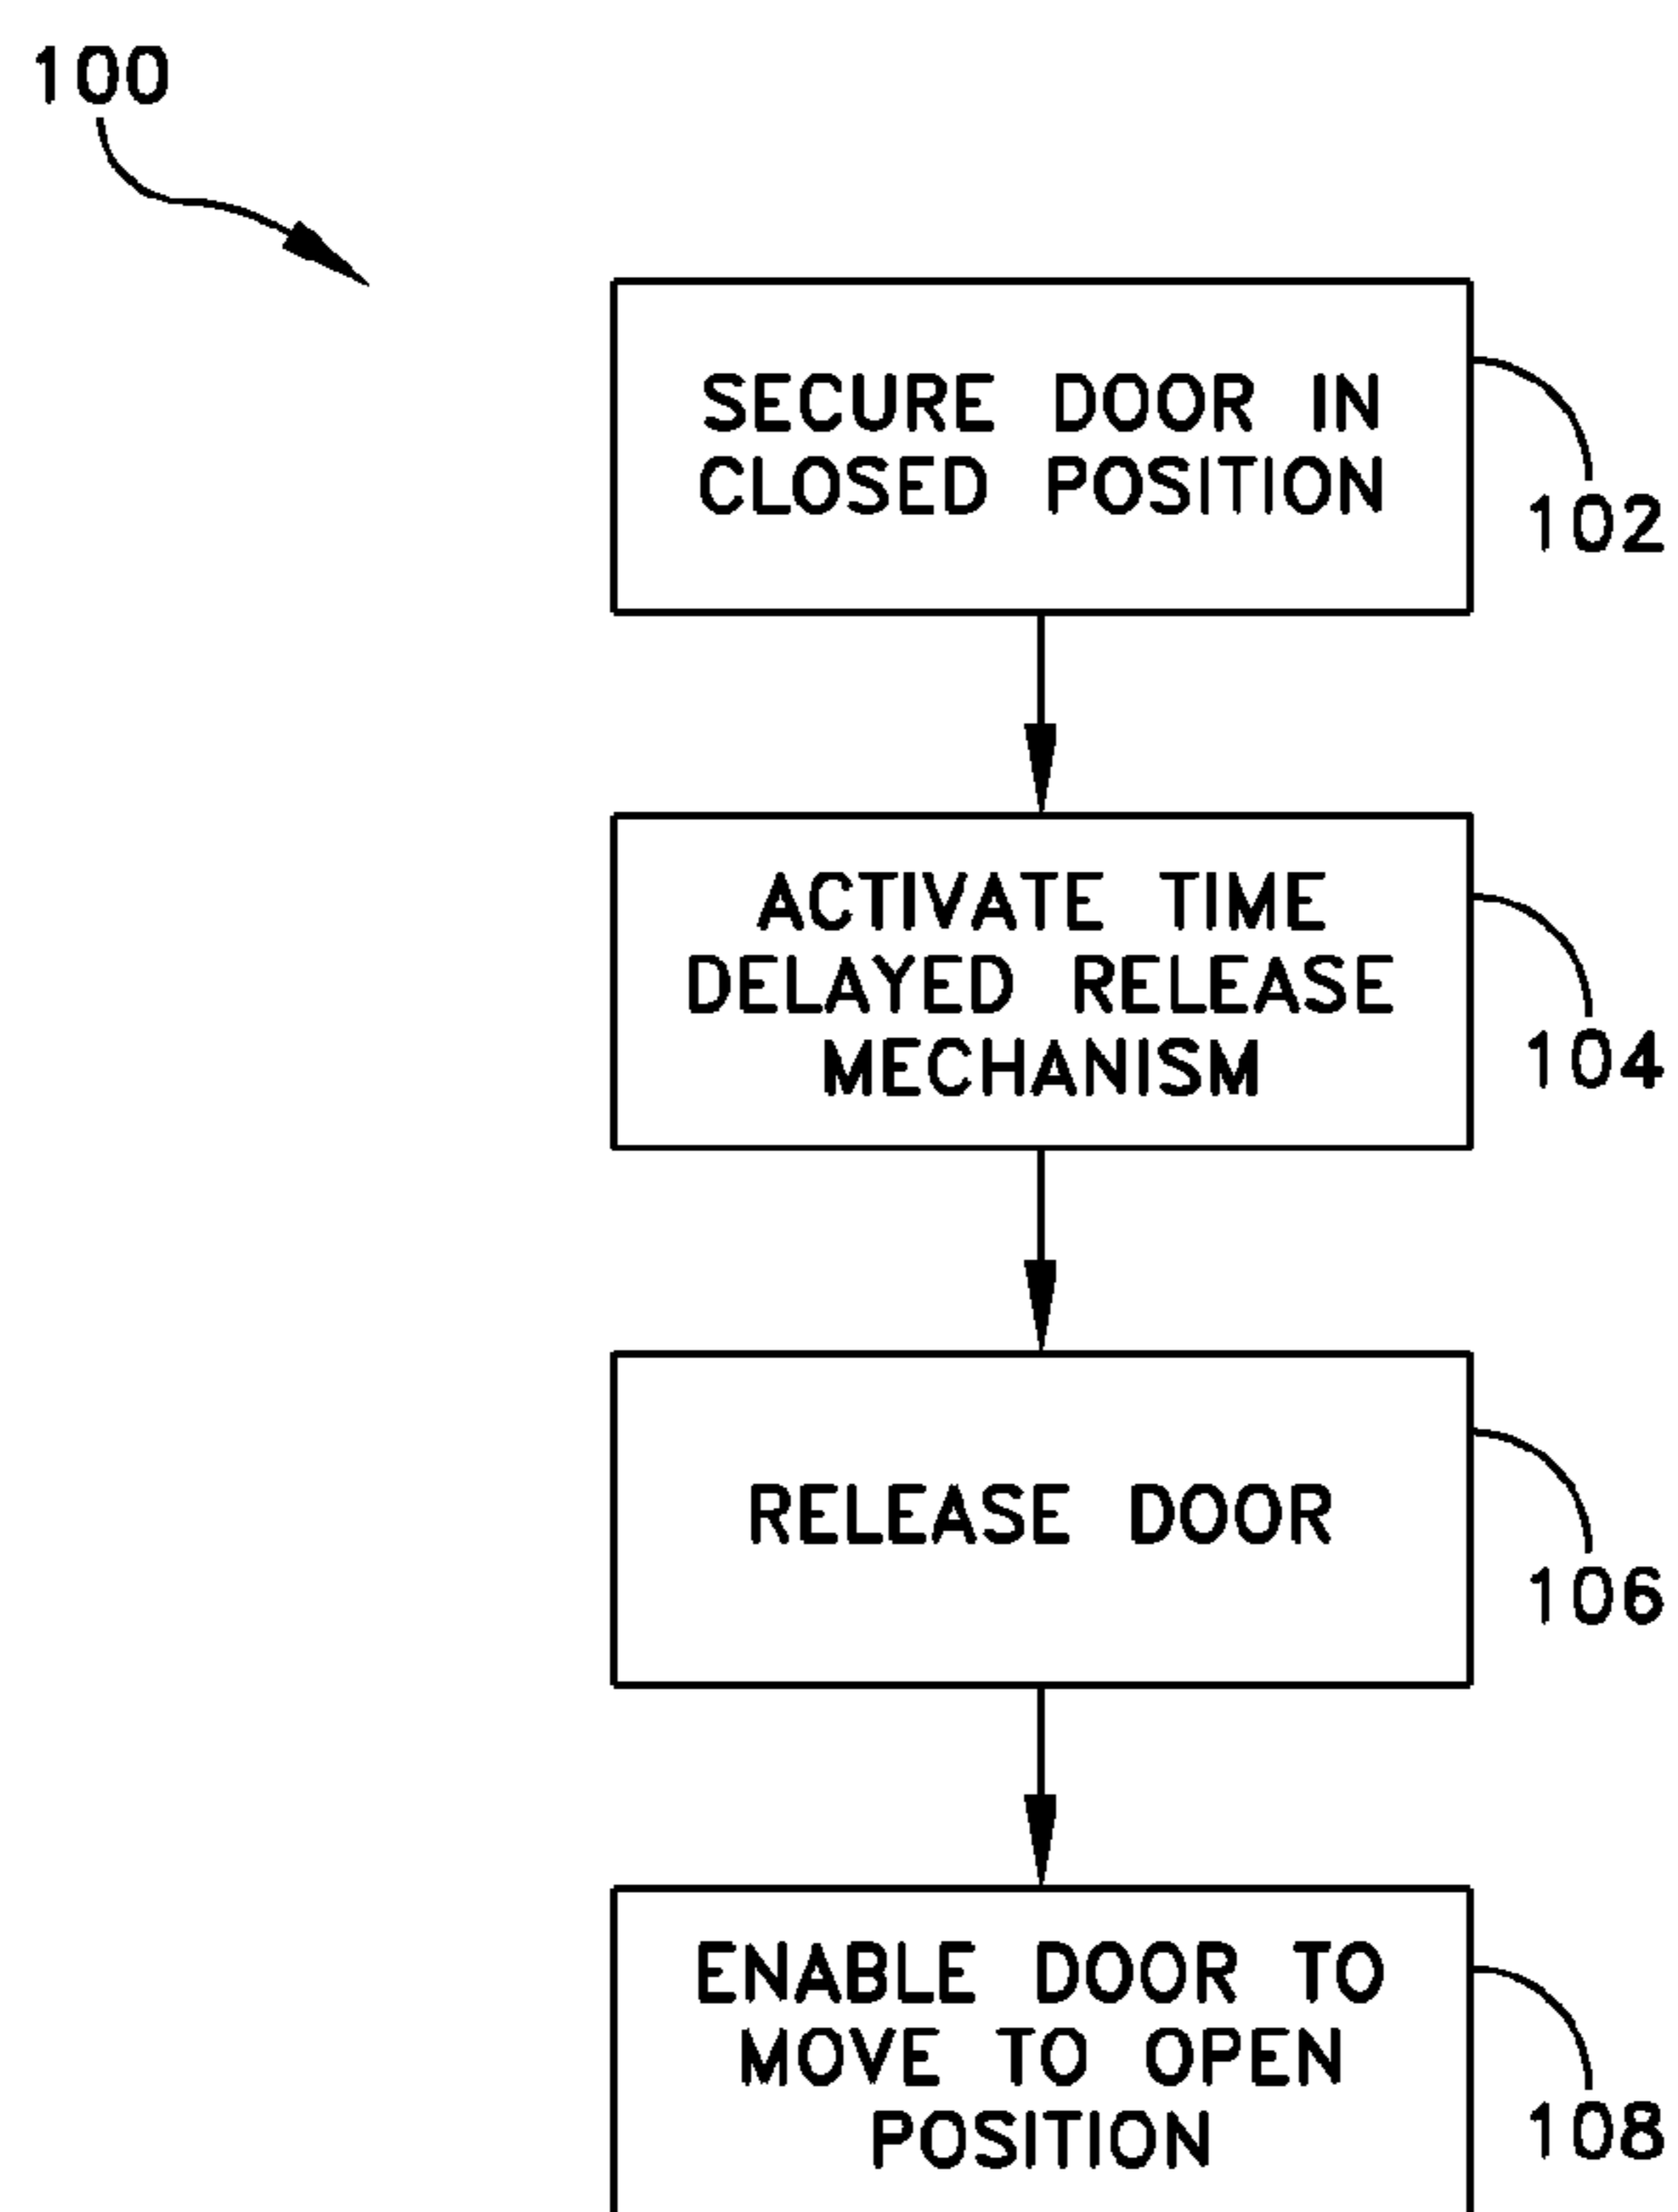 100
SECURE DOOR IN
CLOSED POSITION
102
ACTIVATE TIME
DELAYED RELEASE
MECHANISM
104
RELEASE DOOR
106
ENABLE DOOR TO
MOVE TO OPEN
POSITION
108